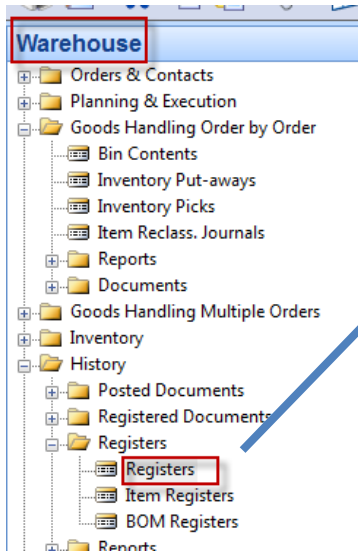 Warehouse
Orders & Contacts
Planning & Execution
Goods Handling Order by Order
Bin Contents
Inventory Put-aways
Inventory Picks
Item Reclass. Journals
Reports
Documents
Goods Handling Multiple Orders
Inventory
History
Posted Documents
Registered Documents
Registers
Registers
Item Registers
BOM Registers
Reports